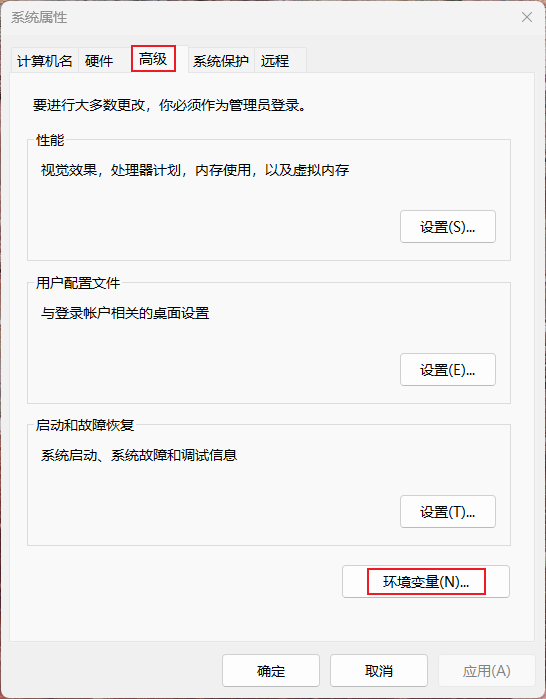 系统属性
计算机名 硬件 高级 系统保护 远程
要进行大多数更改，你必须作为管理员登录。
性能
视觉效果，处理器计划，内存使用，以及虚拟内存
设置(S)...
用户配置文件
与登录帐户相关的桌面设置
设置(E)...
启动和故障恢复
系统启动、系统故障和调试信息
设置(T)...
环境变量(N)...
确定 取消 应用(A)